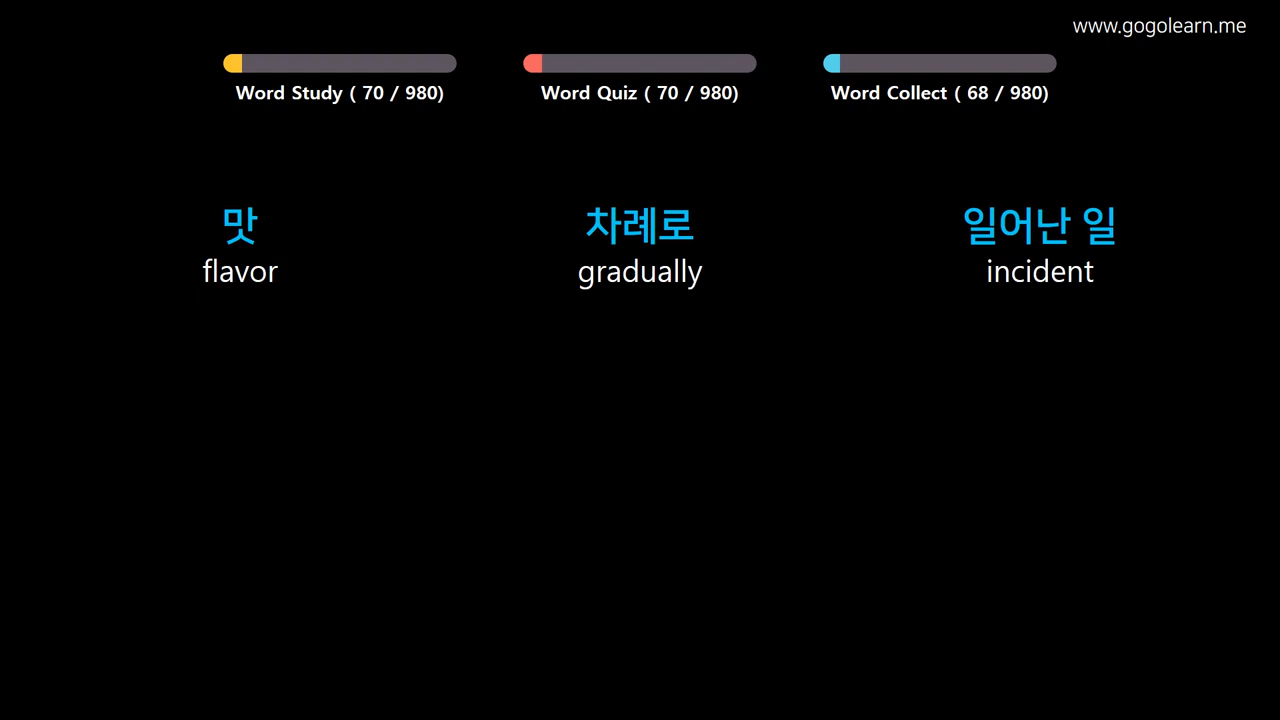 www.gogolearn.me
Word Study ( 70 / 980)
Word Quiz ( 70 / 980)
Word Collect ( 68 / 980)
맛
flavor
차례로
gradually
일어난 일
incident